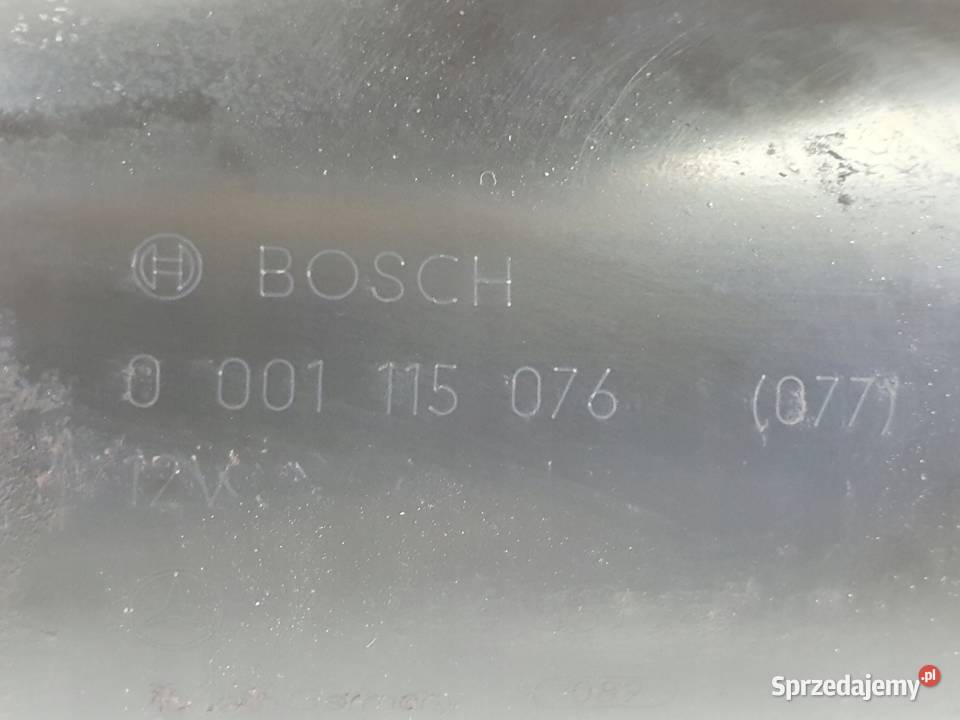 BOSCH
0 001 115 076 (077)
12V
Sprzedajemy.pl